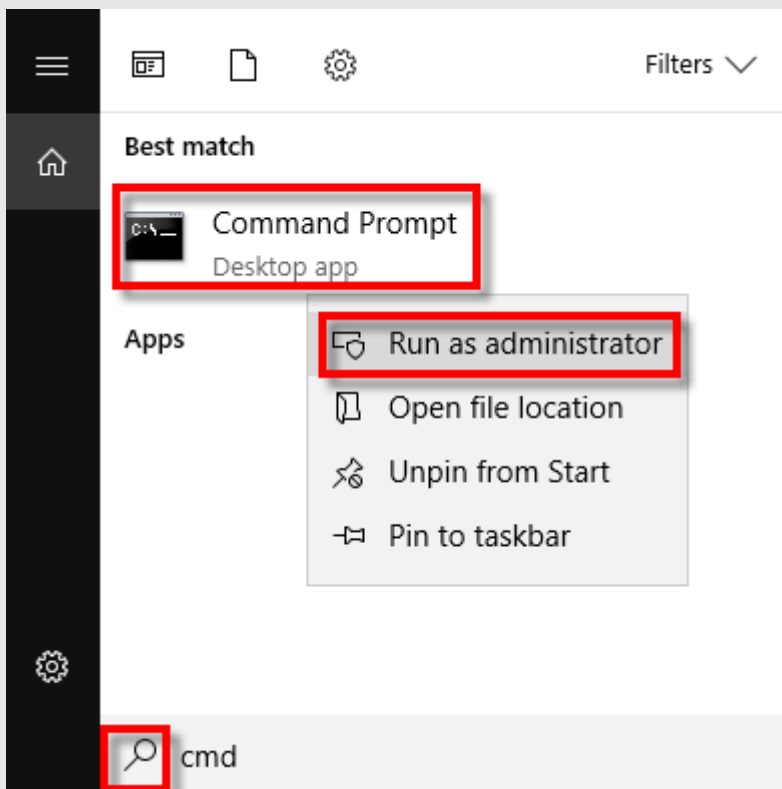 Filters
Best match
C:\_
Command Prompt
Desktop app
Apps
Run as administrator
Open file location
Unpin from Start
Pin to taskbar
cmd